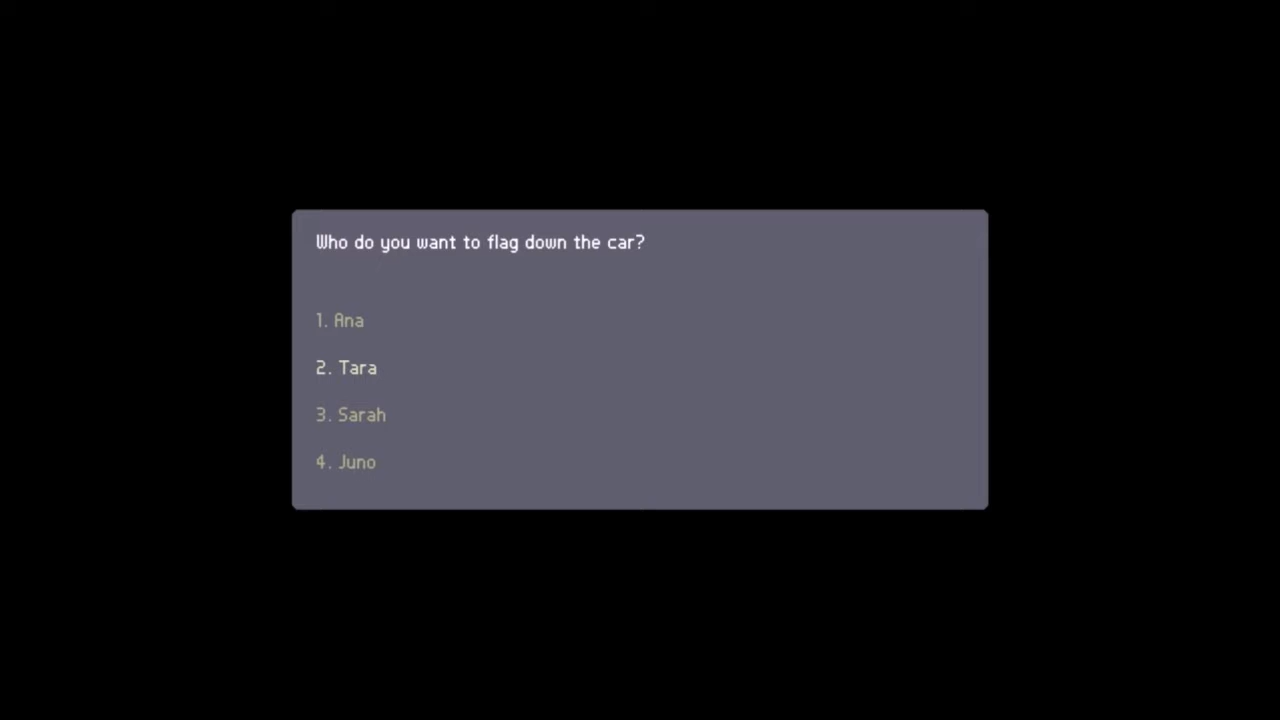 Who do you want to flag down the car?
1. Ana
2. Tara
3. Sarah
4. Juno